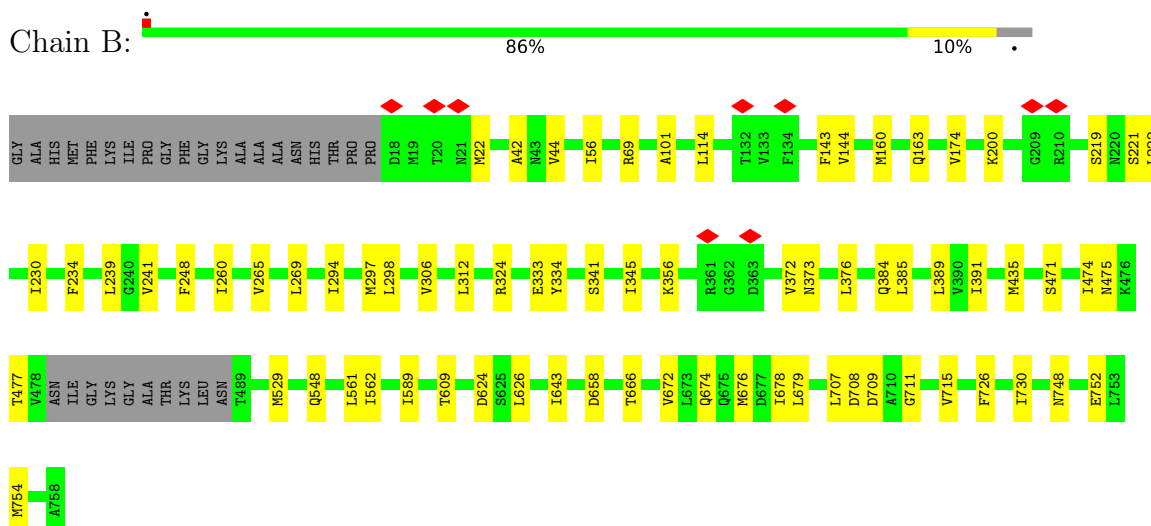 Chain B:
86% 10%
GLY ALA HIS MET PHE LYS ILE PRO GLY PHE GLY LYS ALA ALA ALA ASN HIS THR PRO PRO D18 M19 T20 N21 M22 A42 N43 V44 I56 R69 A101 L114 T132 V133 F134 F143 V144 M160 Q163 V174 K200 G209 R210 S219 N220 S221
I230 F234 L239 G240 V241 F248 I260 V265 L269 I294 M297 L298 V306 L312 R324 E333 Y334 S341 I345 K356 R361 G362 D363 V372 N373 L376 Q384 L385 L389 V390 I391 M435 S471 I474 N475 K476
T477 V478 ASN ILE GLY LYS GLY ALA THR LYS LEU ASN T489 M529 Q548 L561 I562 I589 T609 D624 S625 L626 I643 D658 T666 V672 L673 Q674 Q675 M676 D677 I678 L679 L707 D708 D709 A710 G711 V715 F726 I730 N748 E752 L753
M754 A758